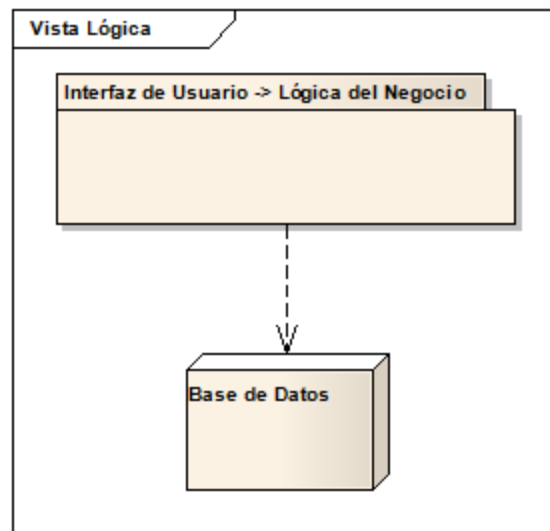 Vista Lógica
Interfaz de Usuario -> Lógica del Negocio
Base de Datos